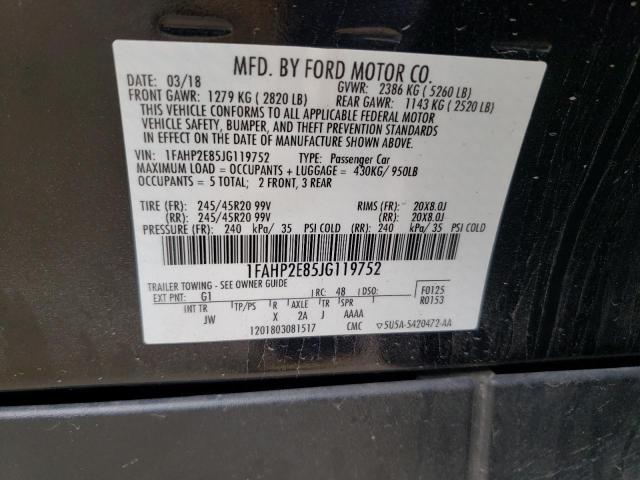 MFD. BY FORD MOTOR CO.
DATE: 03/18 GVWR: 2386 KG ( 5260 LB)
FRONT GAWR: 1279 KG ( 2820 LB) REAR GAWR: 1143 KG ( 2520 LB)
THIS VEHICLE CONFORMS TO ALL APPLICABLE FEDERAL MOTOR
VEHICLE SAFETY, BUMPER, AND THEFT PREVENTION STANDARDS
IN EFFECT ON THE DATE OF MANUFACTURE SHOWN ABOVE.
VIN: 1FAHP2E85JG119752 TYPE: Passenger Car
MAXIMUM LOAD = OCCUPANTS + LUGGAGE = 430KG/ 950LB
OCCUPANTS = 5 TOTAL; 2 FRONT, 3 REAR
TIRE (FR): 245/45R20 99V RIMS (FR): 20X8.0J
(RR): 245/45R20 99V (RR): 20X8.0J
PRESSURE (FR): 240 kPa/ 35 PSI COLD (RR): 240 kPa/ 35 PSI COLD
1FAHP2E85JG119752
TRAILER TOWING - SEE OWNER GUIDE
EXT PNT: G1 RC: 48 DSO: F0125
INT TR TP/PS R AXLE TR SPR R0153
JW X 2A J AAAA
1201803081517 CMC ▽5U5A-5420472-AA